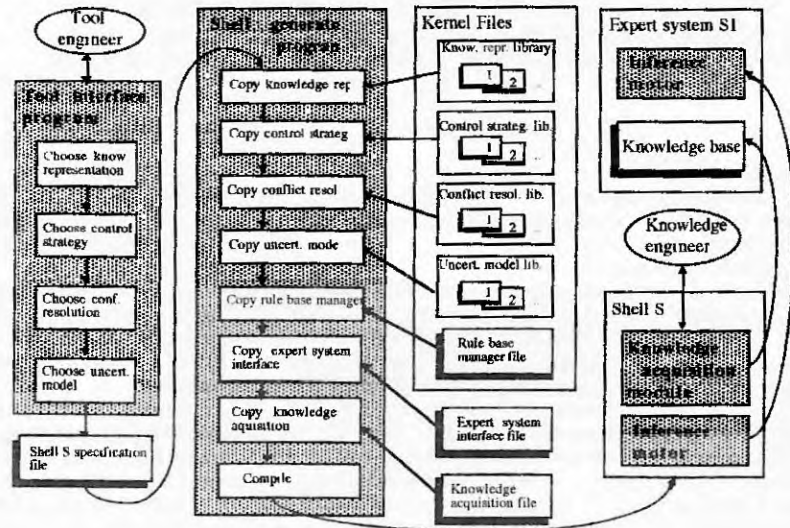 Tool
engineer
Tool interface
program
Choose know
representation
Choose control
strategy
Choose conf.
resolution
Choose uncert.
model
Shell S specification
file
Shell generate
program
Copy knowledge rep
Copy control strateg
Copy conflict resol
Copy uncert. mode
Copy rule base manager
Copy expert system
interface
Copy knowledge
aquisition
Compile
Kernel Files
Know. repr. library
1
2
Control strateg. lib.
1
2
Conflict resol. lib.
1
2
Uncert. model lib.
1
2
Rule base
manager file
Expert system
interface file
Knowledge
acquisition file
Expert system S1
Inference
motor
Knowledge base
Knowledge
engineer
Shell S
Knowledge
acquisition
module
Inference
motor